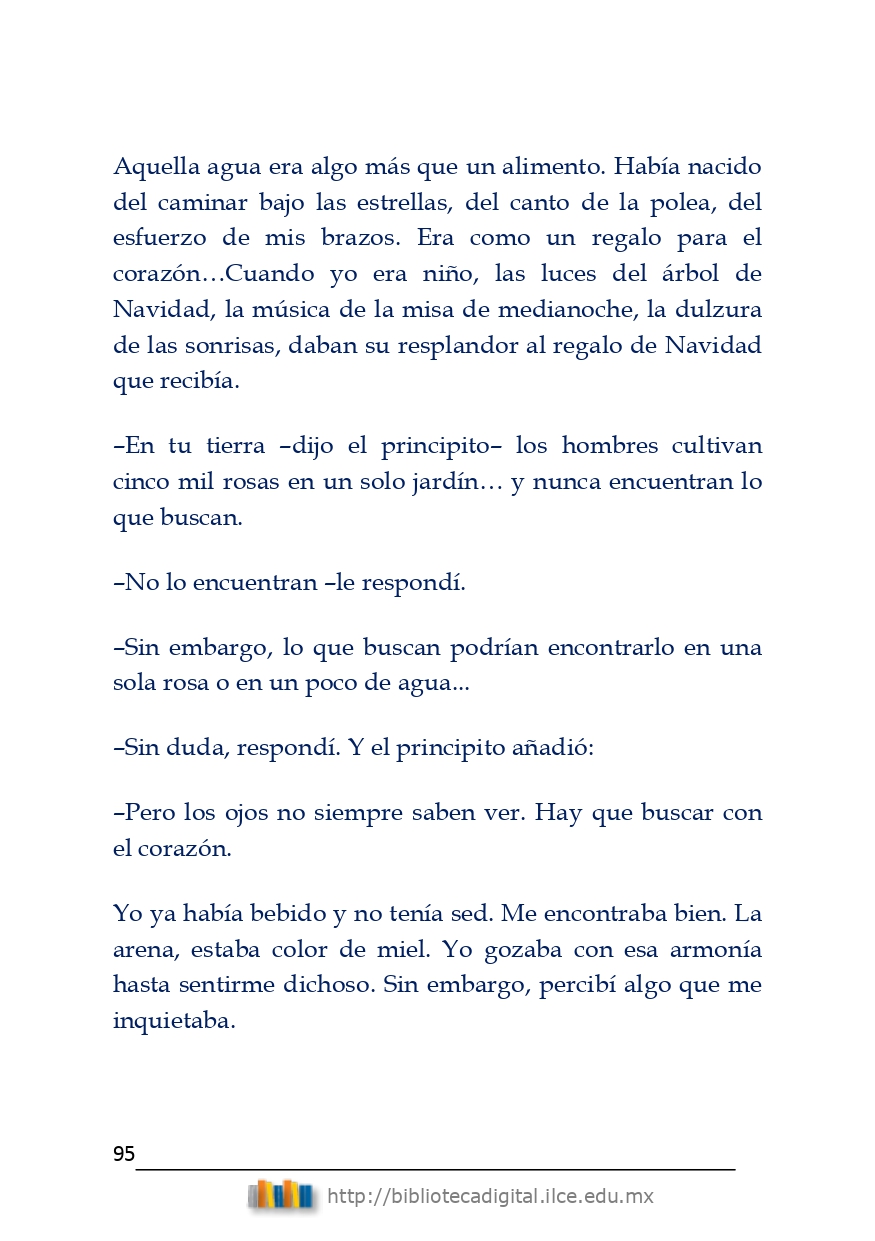 Aquella agua era algo más que un alimento. Había nacido
del caminar bajo las estrellas, del canto de la polea, del
esfuerzo de mis brazos. Era como un regalo para el
corazón…Cuando yo era niño, las luces del árbol de
Navidad, la música de la misa de medianoche, la dulzura
de las sonrisas, daban su resplandor al regalo de Navidad
que recibía.
–En tu tierra –dijo el principito– los hombres cultivan
cinco mil rosas en un solo jardín… y nunca encuentran lo
que buscan.
–No lo encuentran –le respondí.
–Sin embargo, lo que buscan podrían encontrarlo en una
sola rosa o en un poco de agua...
–Sin duda, respondí. Y el principito añadió:
–Pero los ojos no siempre saben ver. Hay que buscar con
el corazón.
Yo ya había bebido y no tenía sed. Me encontraba bien. La
arena, estaba color de miel. Yo gozaba con esa armonía
hasta sentirme dichoso. Sin embargo, percibí algo que me
inquietaba.
95
http://bibliotecadigital.ilce.edu.mx